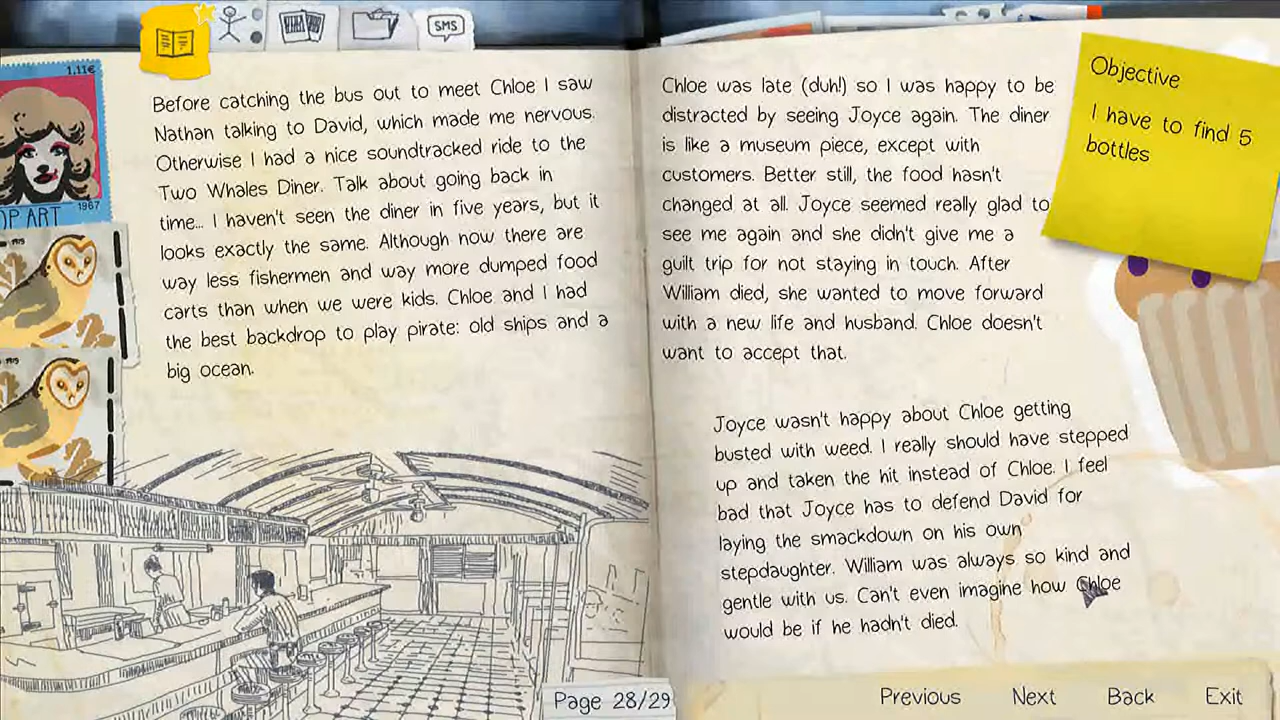 SMS
1,11€
OP ART
1967
1975
1975
Before catching the bus out to meet Chloe I saw
Nathan talking to David, which made me nervous.
Otherwise I had a nice soundtracked ride to the
Two Whales Diner. Talk about going back in
time... I haven't seen the diner in five years, but it
looks exactly the same. Although now there are
way less fishermen and way more dumped food
carts than when we were kids. Chloe and I had
the best backdrop to play pirate: old ships and a
big ocean.
Chloe was late (duh!) so I was happy to be
distracted by seeing Joyce again. The diner
is like a museum piece, except with
customers. Better still, the food hasn't
changed at all. Joyce seemed really glad to
see me again and she didn't give me a
guilt trip for not staying in touch. After
William died, she wanted to move forward
with a new life and husband. Chloe doesn't
want to accept that.
Joyce wasn't happy about Chloe getting
busted with weed. I really should have stepped
up and taken the hit instead of Chloe. I feel
bad that Joyce has to defend David for
laying the smackdown on his own
stepdaughter. William was always so kind and
gentle with us. Can't even imagine how Chloe
would be if he hadn't died.
Objective
I have to find 5
bottles
Page 28/29
Previous
Next
Back
Exit